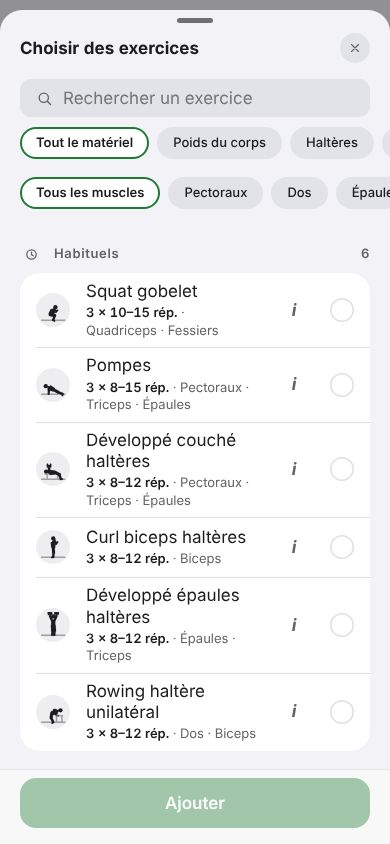 Choisir des exercices
Rechercher un exercice
Tout le matériel
Poids du corps
Haltères
Tous les muscles
Pectoraux
Dos
Épaule
Habituels
6
Squat gobelet
3 × 10–15 rép. ·
Quadriceps · Fessiers
i
Pompes
3 × 8–15 rép. · Pectoraux ·
Triceps · Épaules
i
Développé couché
haltères
3 × 8–12 rép. · Pectoraux ·
Triceps · Épaules
i
Curl biceps haltères
3 × 8–12 rép. · Biceps
i
Développé épaules
haltères
3 × 8–12 rép. · Épaules ·
Triceps
i
Rowing haltère
unilatéral
3 × 8–12 rép. · Dos · Biceps
i
Ajouter